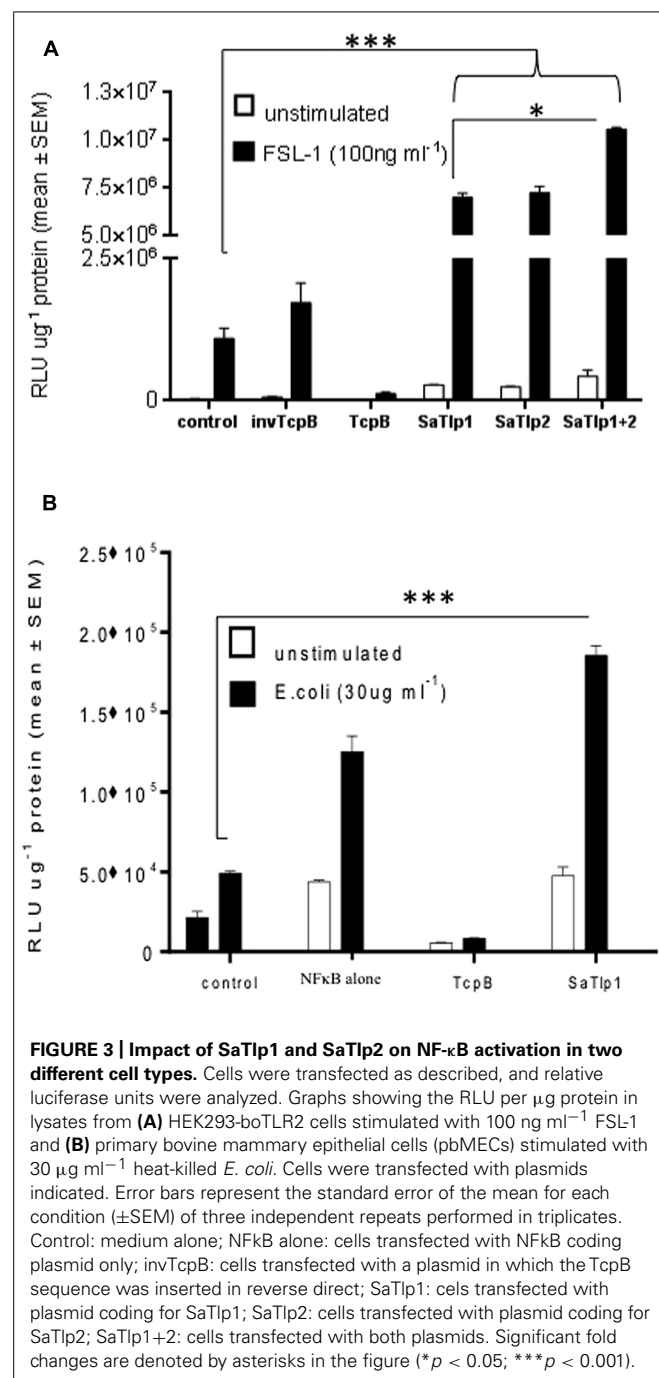 A
***
1.3×10⁷
unstimulated
*
1.0×10⁷
FSL-1 (100ng ml⁻¹)
7.5×10⁶
5.0×10⁶
2.5×10⁶
0
RLU ug⁻¹ protein (mean ±SEM)
control invTcpB TcpB SaTlp1 SaTlp2 SaTlp1+2
B
2.5♦ 10⁵
***
2.0♦ 10⁵
unstimulated
E.coli (30ug ml⁻¹)
1.5♦ 10⁵
1.0♦ 10⁵
5.0♦ 10⁴
0
RLU ug⁻¹ protein (mean ± SEM)
control NFκB alone TcpB SaTlp1
FIGURE 3 | Impact of SaTlp1 and SaTlp2 on NF-κB activation in two
different cell types. Cells were transfected as described, and relative
luciferase units were analyzed. Graphs showing the RLU per μg protein in
lysates from (A) HEK293-boTLR2 cells stimulated with 100 ng ml⁻¹ FSL-1
and (B) primary bovine mammary epithelial cells (pbMECs) stimulated with
30 μg ml⁻¹ heat-killed E. coli. Cells were transfected with plasmids
indicated. Error bars represent the standard error of the mean for each
condition (±SEM) of three independent repeats performed in triplicates.
Control: medium alone; NFkB alone: cells transfected with NFkB coding
plasmid only; invTcpB: cells transfected with a plasmid in which the TcpB
sequence was inserted in reverse direct; SaTlp1: cels transfected with
plasmid coding for SaTlp1; SaTlp2: cells transfected with plasmid coding for
SaTlp2; SaTlp1+2: cells transfected with both plasmids. Significant fold
changes are denoted by asterisks in the figure (*p < 0.05; ***p < 0.001).